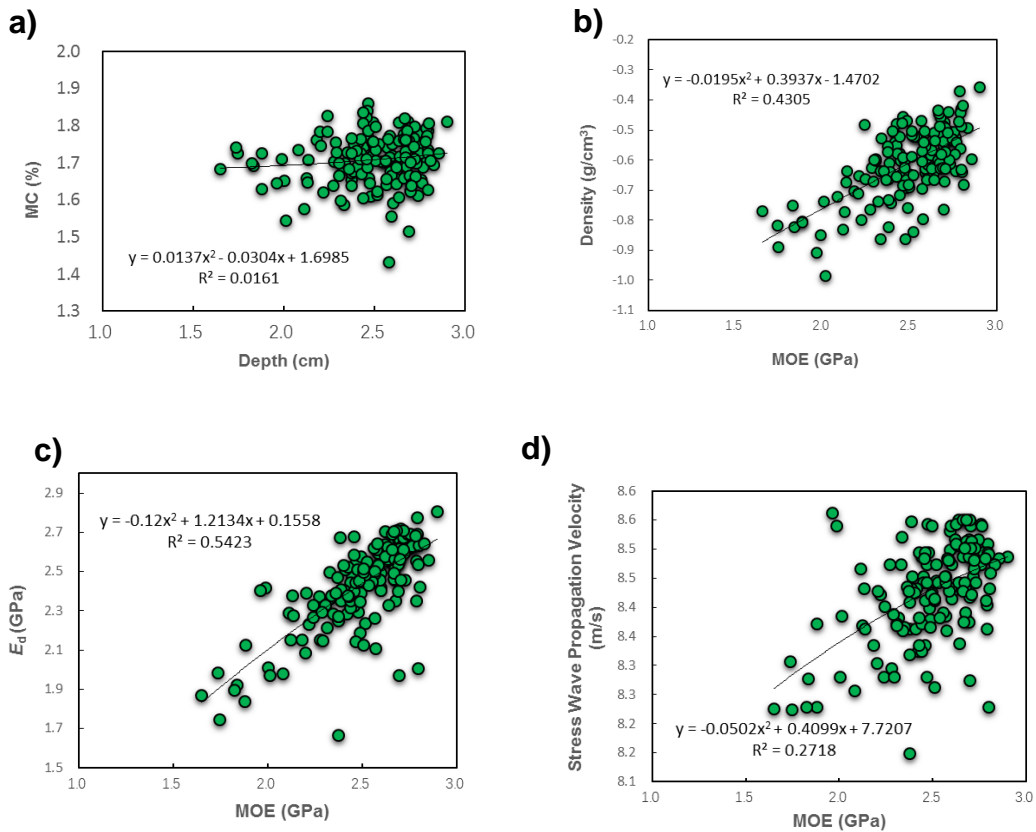 a)
MC (%)
2.0
1.9
1.8
1.7
1.6
1.5
1.4
1.3
y = 0.0137x² - 0.0304x + 1.6985
R² = 0.0161
1.0 2.0 2.5 3.0
Depth (cm)
b)
Density (g/cm³)
-0.2
-0.4
-0.5
-0.6
-0.7
-0.8
-0.9
-1.0
-1.1
y = -0.0195x² + 0.3937x - 1.4702
R² = 0.4305
1.0 1.5 2.0 2.5 3.0
MOE (GPa)
c)
Ed (GPa)
2.9
2.7
2.5
2.3
2.1
1.9
1.7
1.5
y = -0.12x² + 1.2134x + 0.1558
R² = 0.5423
1.0 1.5 2.0 2.5 3.0
MOE (GPa)
d)
Stress Wave Propagation Velocity
(m/s)
8.6
8.6
8.5
8.5
8.4
8.4
8.3
8.3
8.2
8.2
8.1
y = -0.0502x² + 0.4099x + 7.7207
R² = 0.2718
1.0 1.5 2.0 2.5 3.0
MOE (GPa)